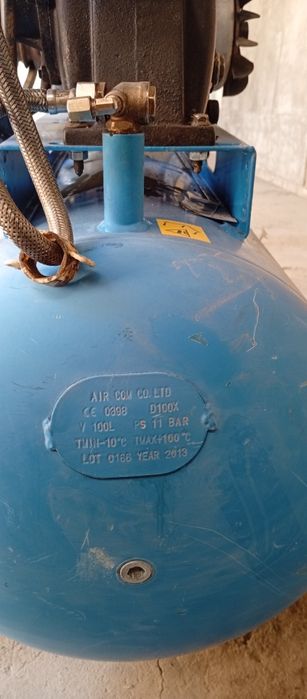 AIR COM CO. LTD
CE 0398 D100X
V 100L PS 11 BAR
TMIN-10°C TMAX+100°C
LOT 0166 YEAR 2013